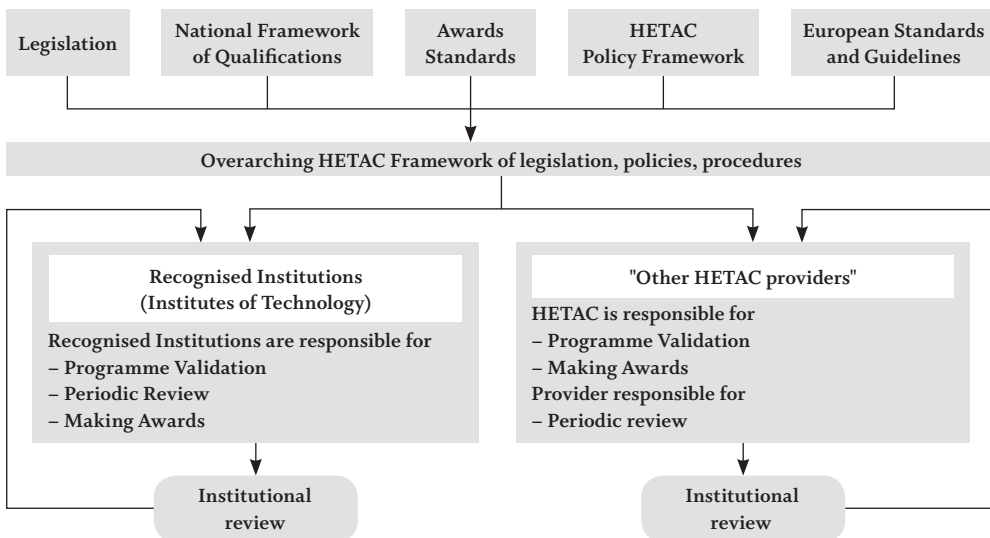 Legislation
National Framework
of Qualifications
Awards
Standards
HETAC
Policy Framework
European Standards
and Guidelines
Overarching HETAC Framework of legislation, policies, procedures
Recognised Institutions
(Institutes of Technology)
Recognised Institutions are responsible for
– Programme Validation
– Periodic Review
– Making Awards
Institutional
review
"Other HETAC providers"
HETAC is responsible for
– Programme Validation
– Making Awards
Provider responsible for
– Periodic review
Institutional
review